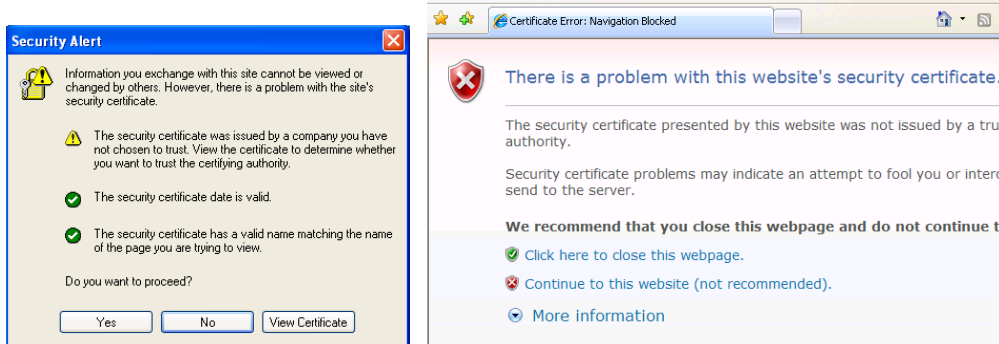 Security Alert
Information you exchange with this site cannot be viewed or
changed by others. However, there is a problem with the site's
security certificate.
The security certificate was issued by a company you have
not chosen to trust. View the certificate to determine whether
you want to trust the certifying authority.
The security certificate date is valid.
The security certificate has a valid name matching the name
of the page you are trying to view.
Do you want to proceed?
Yes
No
View Certificate
Certificate Error: Navigation Blocked
There is a problem with this website's security certificate.
The security certificate presented by this website was not issued by a tru
authority.
Security certificate problems may indicate an attempt to fool you or interc
send to the server.
We recommend that you close this webpage and do not continue t
Click here to close this webpage.
Continue to this website (not recommended).
More information